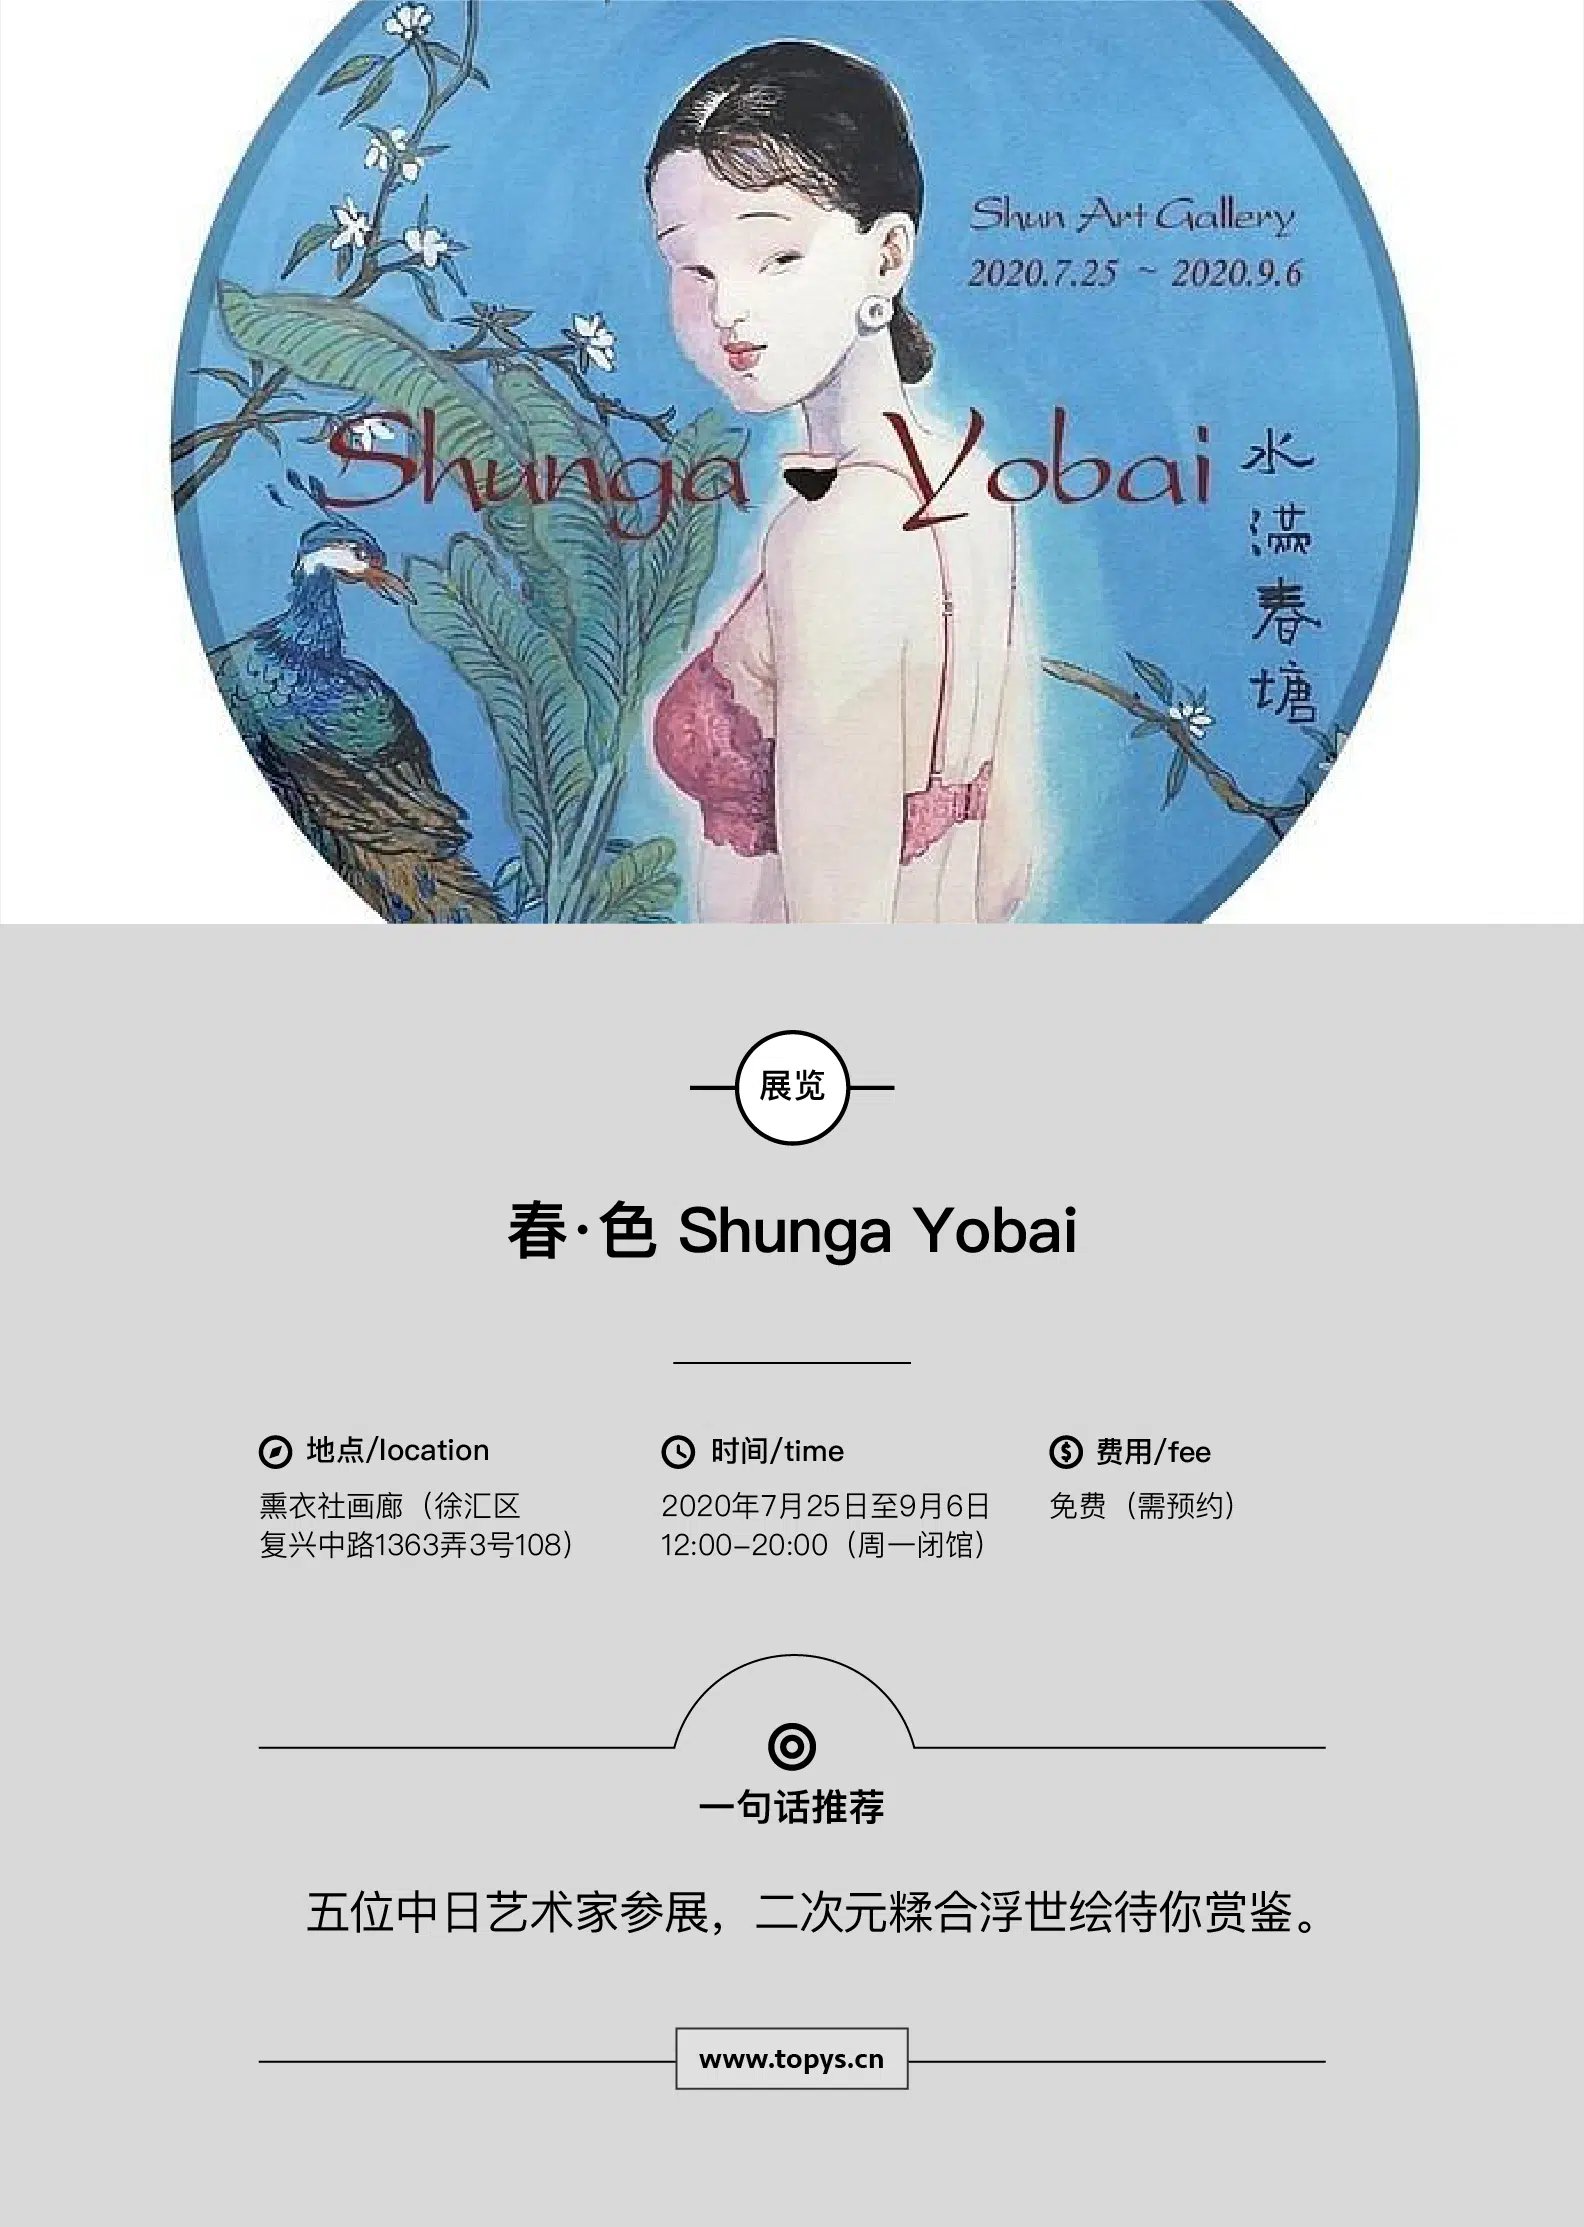 Shun Art Gallery
2020.7.25 ~ 2020.9.6
Shunga Yobai
水满春塘
展览
春·色 Shunga Yobai
地点/location
熏衣社画廊（徐汇区
复兴中路1363弄3号108）
时间/time
2020年7月25日至9月6日
12:00–20:00（周一闭馆）
费用/fee
免费（需预约）
一句话推荐
五位中日艺术家参展，二次元糅合浮世绘待你赏鉴。
www.topys.cn